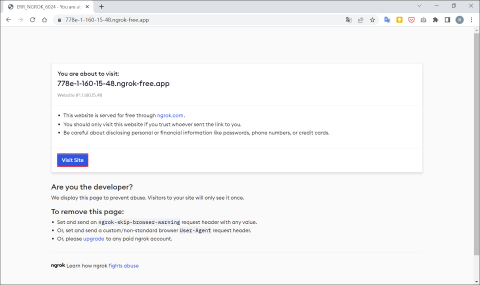 ERR_NGROK_6024 - You are ab
778e-1-160-15-48.ngrok-free.app
You are about to visit:
778e-1-160-15-48.ngrok-free.app
Website IP: 1.160.15.48
This website is served for free through ngrok.com.
You should only visit this website if you trust whoever sent the link to you.
Be careful about disclosing personal or financial information like passwords, phone numbers, or credit cards.
Visit Site
Are you the developer?
We display this page to prevent abuse. Visitors to your site will only see it once.
To remove this page:
Set and send an ngrok-skip-browser-warning request header with any value.
Or, set and send a custom/non-standard browser User-Agent request header.
Or, please upgrade to any paid ngrok account.
ngrok Learn how ngrok fights abuse